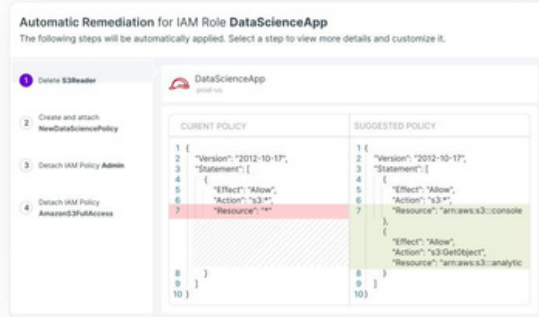 Automatic Remediation for IAM Role DataScienceApp
The following steps will be automatically applied. Select a step to view more details and customize it.
1 Delete S3Reader
2 Create and attach
NewDataSciencePolicy
3 Detach IAM Policy Admin
4 Detach IAM Policy
AmazonS3FullAccess
DataScienceApp
prod-us
CURENT POLICY
1 {
2 "Version": "2012-10-17",
3 "Statement": [
4 {
5 "Effect": "Allow",
6 "Action": "s3:*",
7 "Resource": "*"
8 }
9 ]
10 }
SUGGESTED POLICY
1 {
2 "Version": "2012-10-17",
3 "Statement": [
4 {
5 "Effect": "Allow",
6 "Action": "s3:*",
7 "Resource": "arn:aws:s3:::console
},
{
"Effect": "Allow",
"Action": "s3:GetObject",
"Resource": "arn:aws:s3:::analytic
8 }
9 ]
10 }